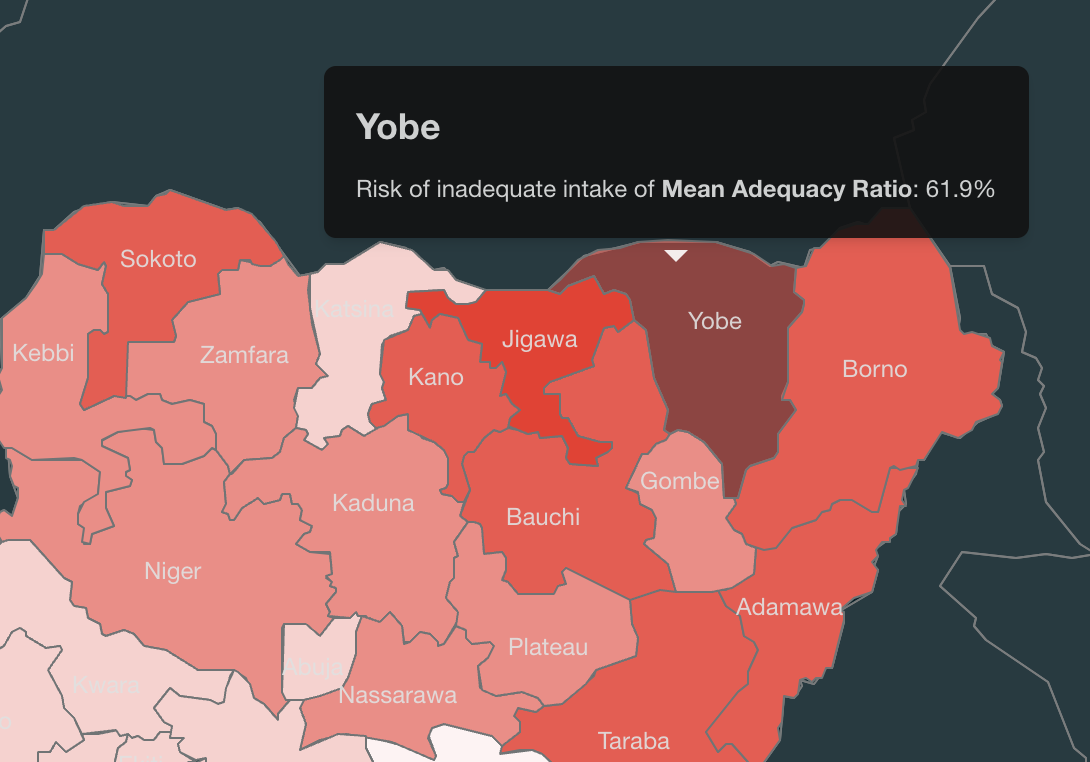 Yobe
Risk of inadequate intake of Mean Adequacy Ratio: 61.9%
Sokoto
Katsina
Yobe
Jigawa
Kebbi
Zamfara
Kano
Borno
Gombe
Kaduna
Bauchi
Niger
Adamawa
Plateau
Abuja
Kwara
Nassarawa
o
Taraba